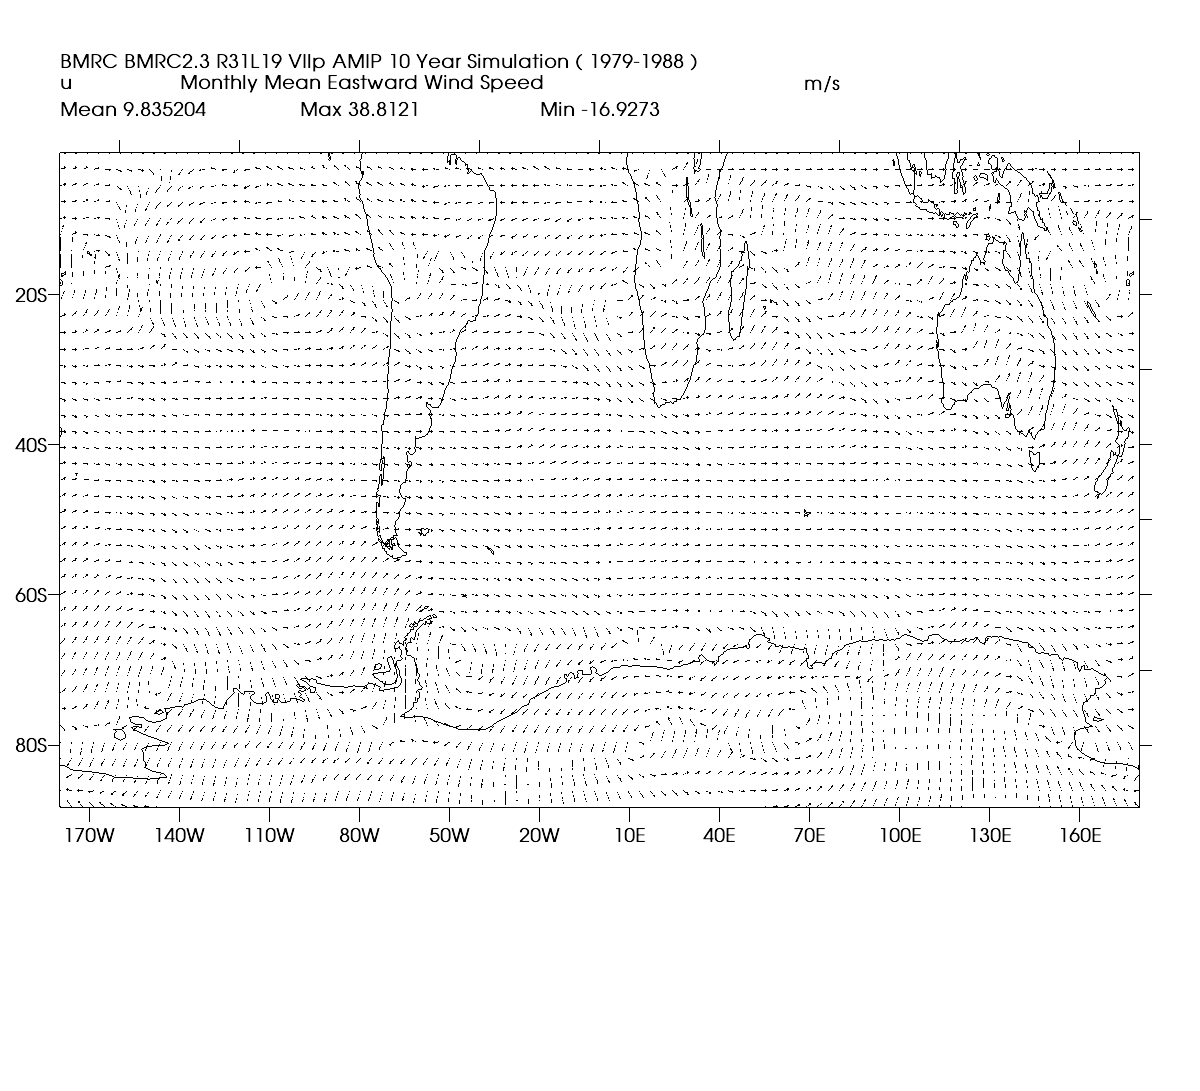 BMRC BMRC2.3 R31L19 VIIp AMIP 10 Year Simulation ( 1979-1988 )
u Monthly Mean Eastward Wind Speed m/s
Mean 9.835204 Max 38.8121 Min -16.9273
20S
40S
60S
80S
170W 140W 110W 80W 50W 20W 10E 40E 70E 100E 130E 160E